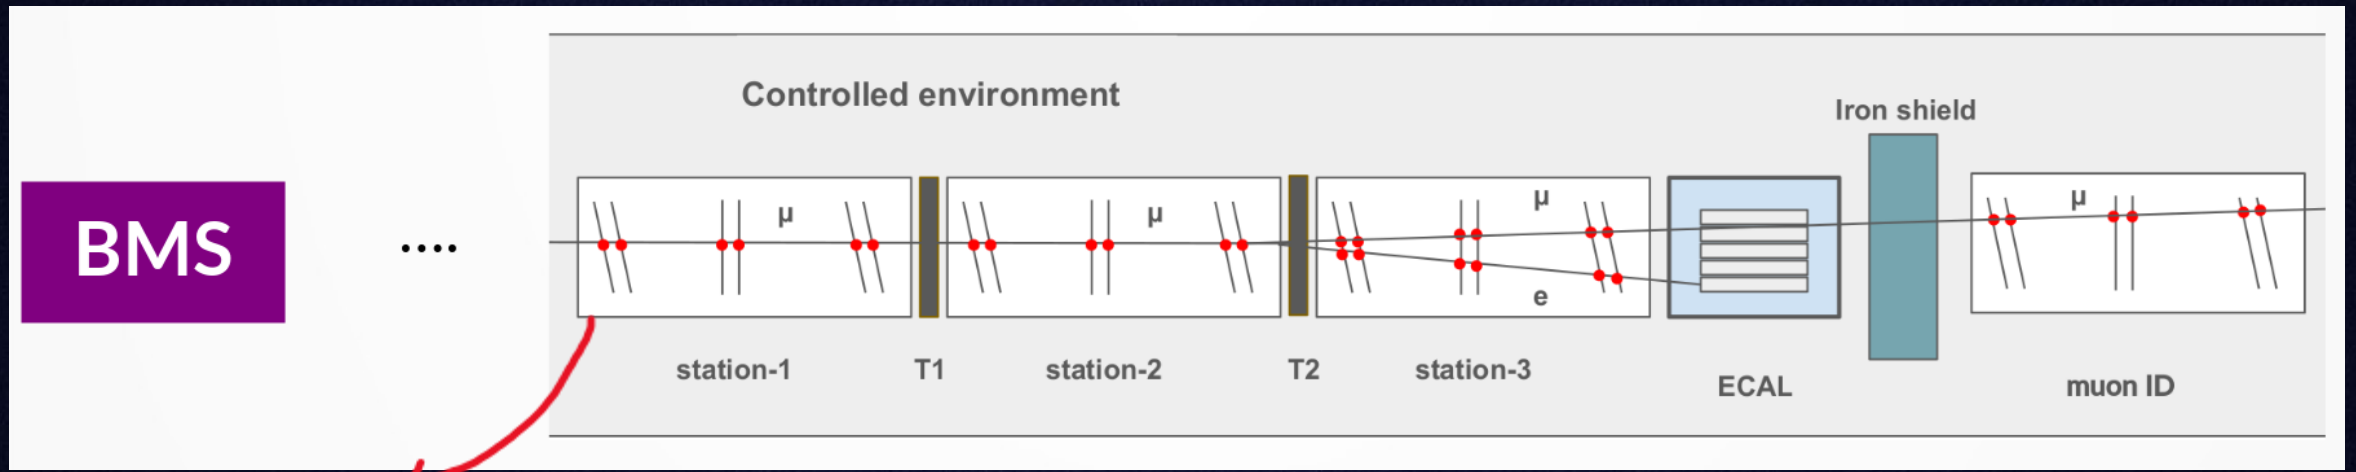 Controlled environment
Iron shield
BMS
....
μ
μ
μ
μ
e
station-1
T1
station-2
T2
station-3
ECAL
muon ID